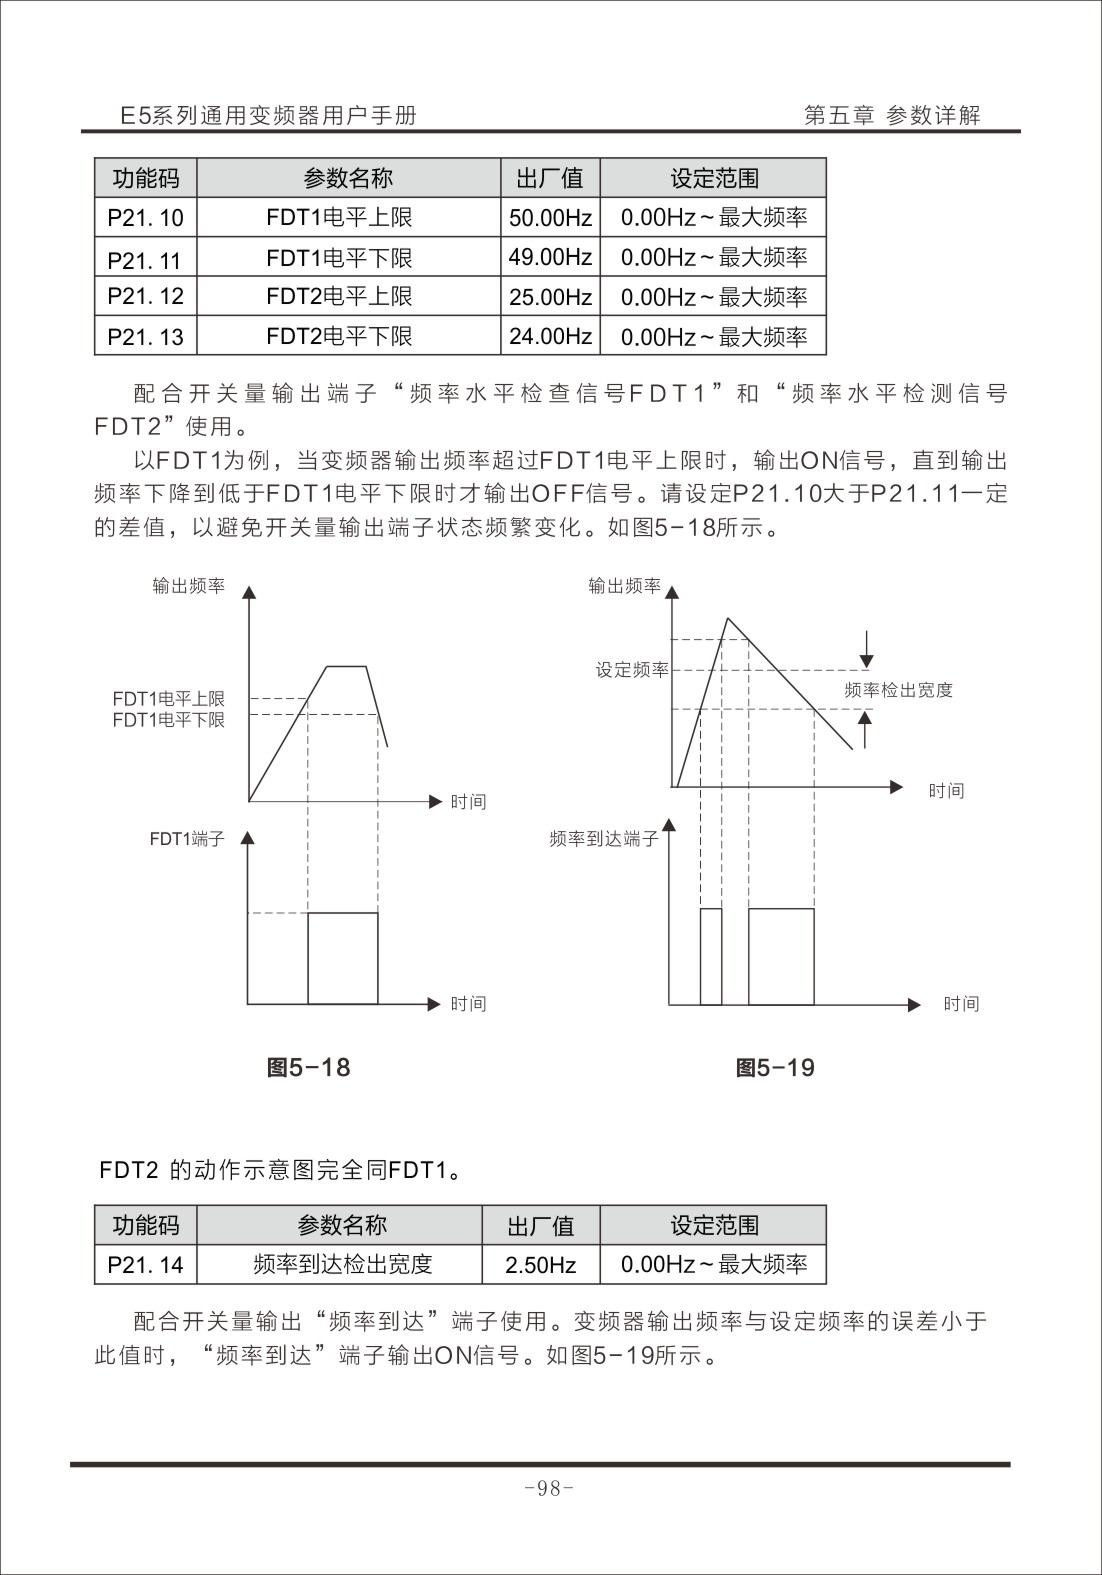 E5系列通用变频器用户手册 第五章 参数详解
功能码 参数名称 出厂值 设定范围
P21.10 FDT1电平上限 50.00Hz 0.00Hz～最大频率
P21.11 FDT1电平下限 49.00Hz 0.00Hz～最大频率
P21.12 FDT2电平上限 25.00Hz 0.00Hz～最大频率
P21.13 FDT2电平下限 24.00Hz 0.00Hz～最大频率
配合开关量输出端子“频率水平检查信号FDT1”和“频率水平检测信号
FDT2”使用。
以FDT1为例，当变频器输出频率超过FDT1电平上限时，输出ON信号，直到输出
频率下降到低于FDT1电平下限时才输出OFF信号。请设定P21.10大于P21.11一定
的差值，以避免开关量输出端子状态频繁变化。如图5-18所示。
输出频率
FDT1电平上限
FDT1电平下限
时间
FDT1端子
时间
图5-18
输出频率
设定频率
频率检出宽度
时间
频率到达端子
时间
图5-19
FDT2 的动作示意图完全同FDT1。
功能码 参数名称 出厂值 设定范围
P21.14 频率到达检出宽度 2.50Hz 0.00Hz～最大频率
配合开关量输出“频率到达”端子使用。变频器输出频率与设定频率的误差小于
此值时，“频率到达”端子输出ON信号。如图5-19所示。
-98-